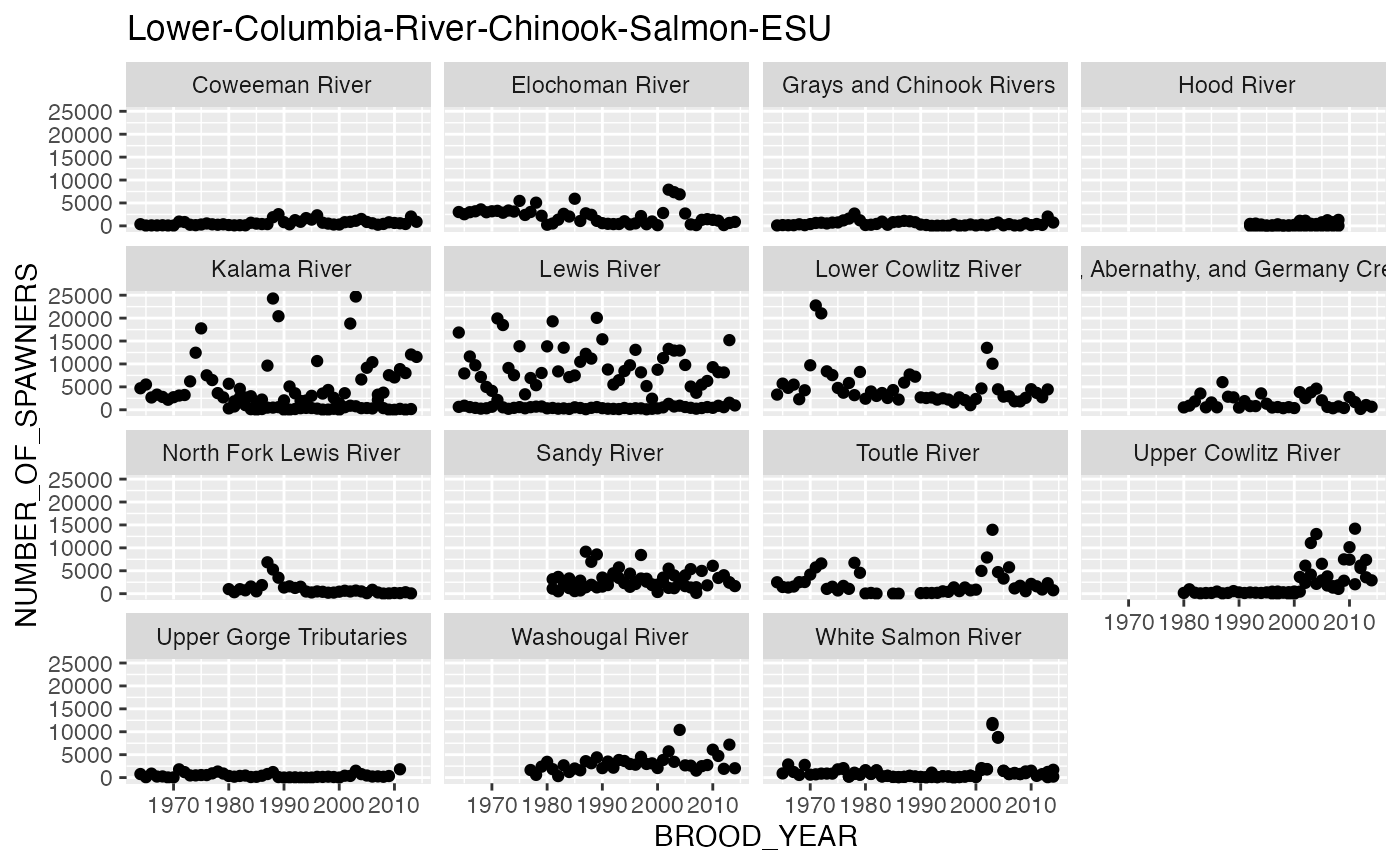 Lower-Columbia-River-Chinook-Salmon-ESU
Coweeman River
Elochoman River
Grays and Chinook Rivers
Hood River
25000
20000
15000
10000
5000
0
Kalama River
Lewis River
Lower Cowlitz River
, Abernathy, and Germany Cre
25000
20000
15000
10000
5000
0
NUMBER_OF_SPAWNERS
North Fork Lewis River
Sandy River
Toutle River
Upper Cowlitz River
25000
20000
15000
10000
5000
0
1970 1980 1990 2000 2010
Upper Gorge Tributaries
Washougal River
White Salmon River
25000
20000
15000
10000
5000
0
1970 1980 1990 2000 2010
1970 1980 1990 2000 2010
1970 1980 1990 2000 2010
BROOD_YEAR